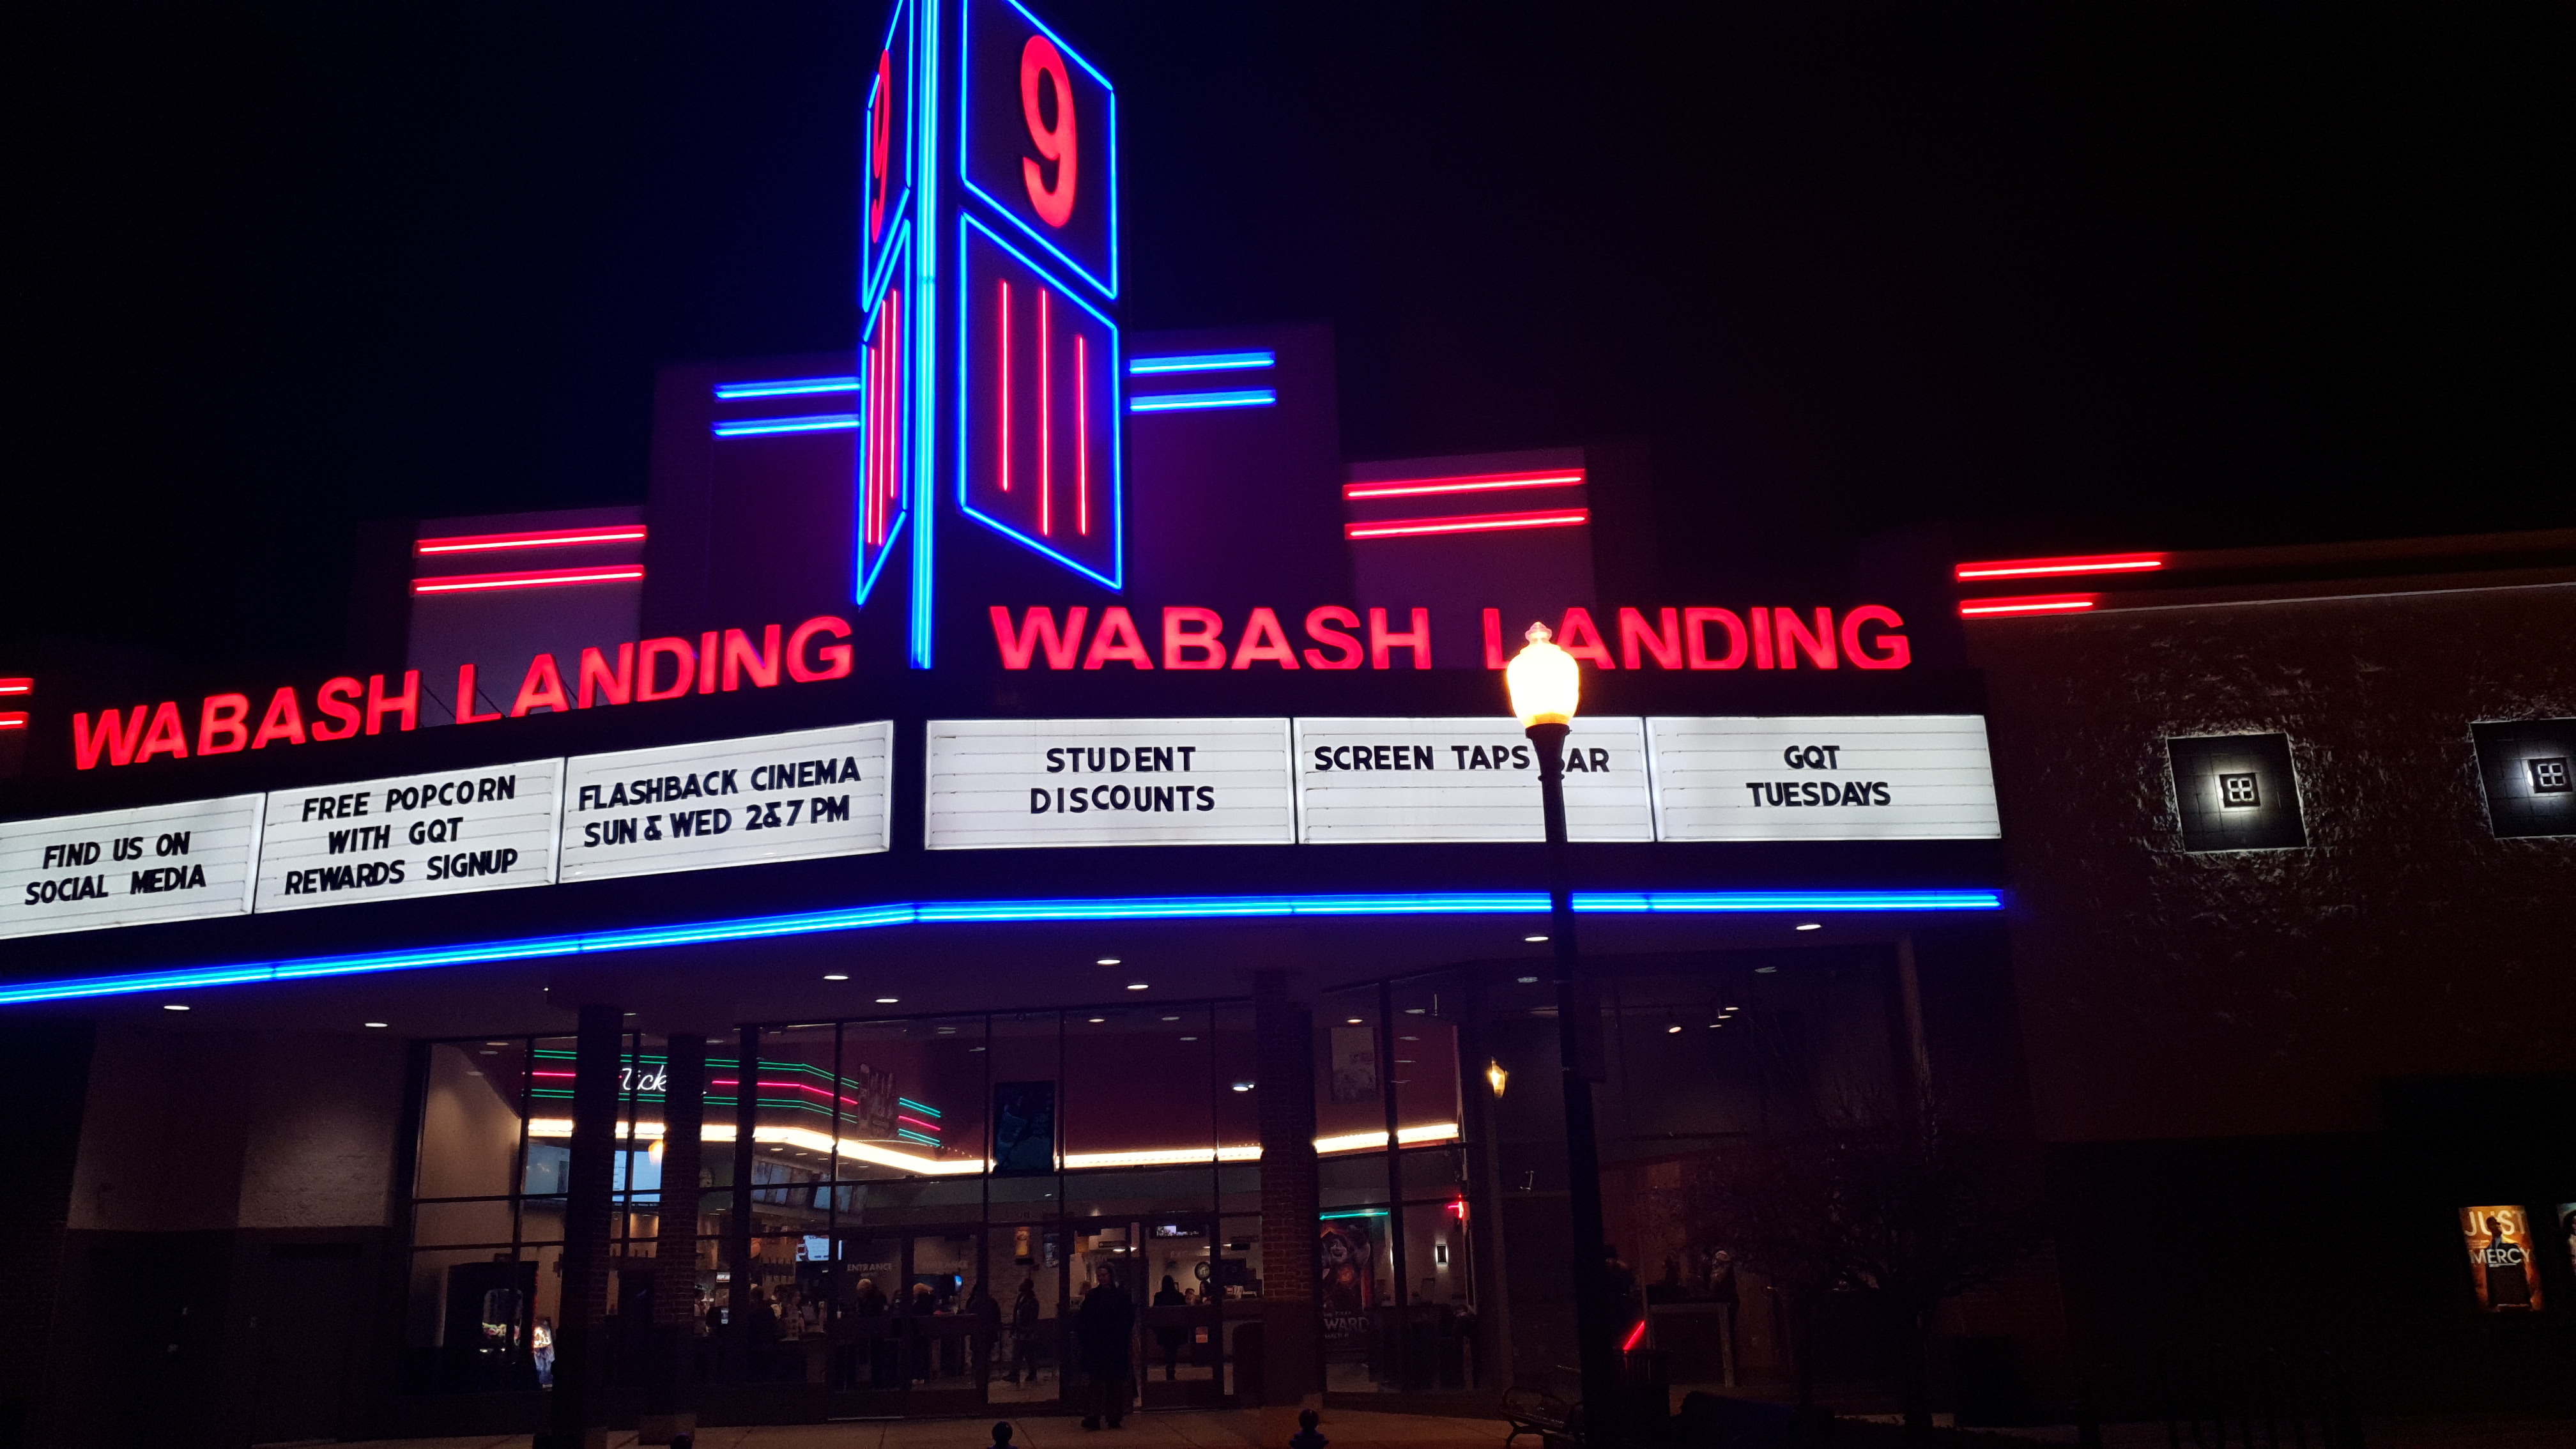 9
9
WABASH LANDING
WABASH LANDING
FIND US ON
SOCIAL MEDIA
FREE POPCORN
WITH GQT
REWARDS SIGNUP
FLASHBACK CINEMA
SUN & WED 2&7 PM
STUDENT
DISCOUNTS
SCREEN TAPS BAR
GQT
TUESDAYS
ENTRANCE
JUST
MERCY